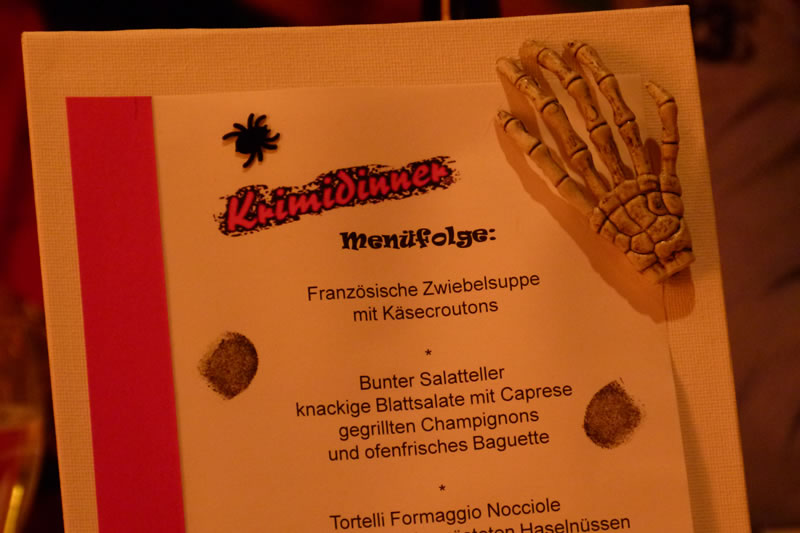 Krimidinner
Menüfolge:
Französische Zwiebelsuppe
mit Käsecroutons
*
Bunter Salatteller
knackige Blattsalate mit Caprese
gegrillten Champignons
und ofenfrisches Baguette
*
Tortelli Formaggio Nocciole
Haselnüssen